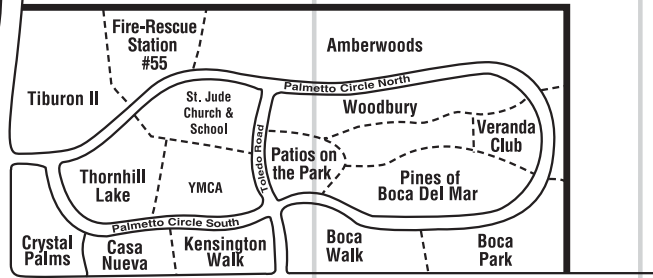 Fire-Rescue
Station
#55
Amberwoods
Tiburon II
Palmetto Circle North
St. Jude
Church &
School
Woodbury
Veranda
Club
Toledo Road
Patios on
the Park
Thornhill
Lake
YMCA
Pines of
Boca Del Mar
Palmetto Circle South
Crystal
Palms
Casa
Nueva
Kensington
Walk
Boca
Walk
Boca
Park